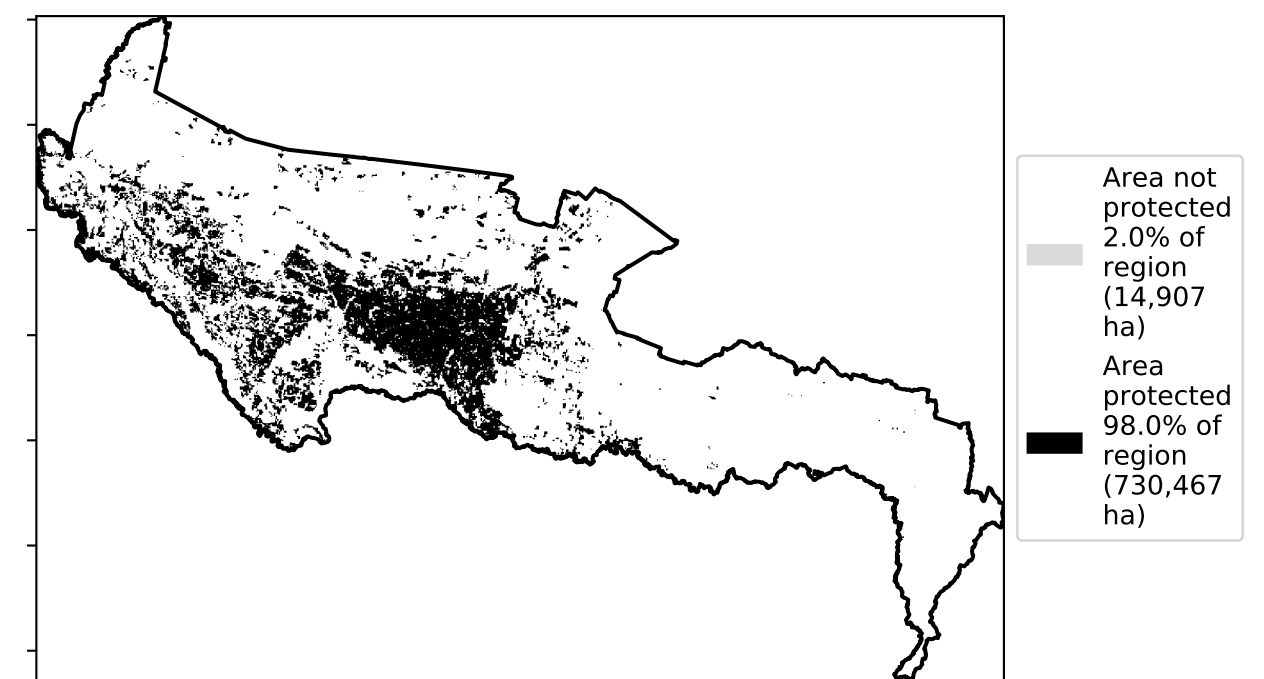 Area not
protected
2.0% of
region
(14,907
ha)
Area
protected
98.0% of
region
(730,467
ha)